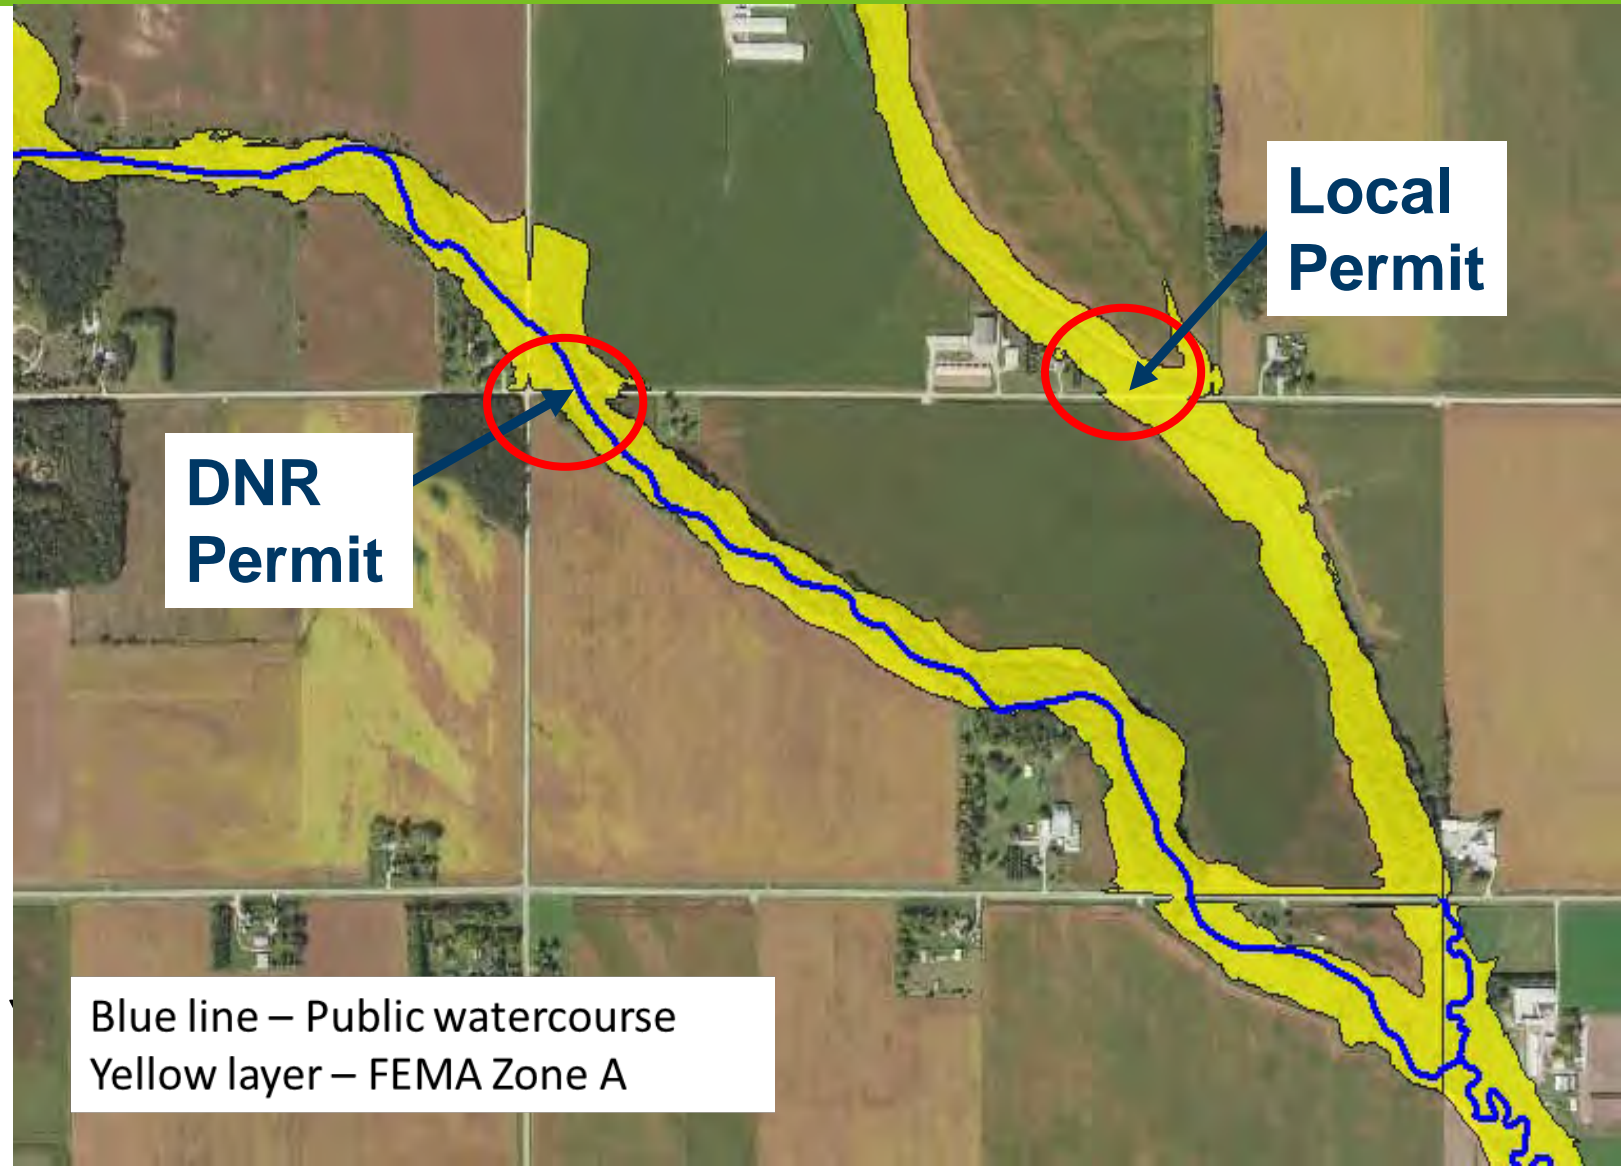 Local
Permit
DNR
Permit
Blue line – Public watercourse
Yellow layer – FEMA Zone A